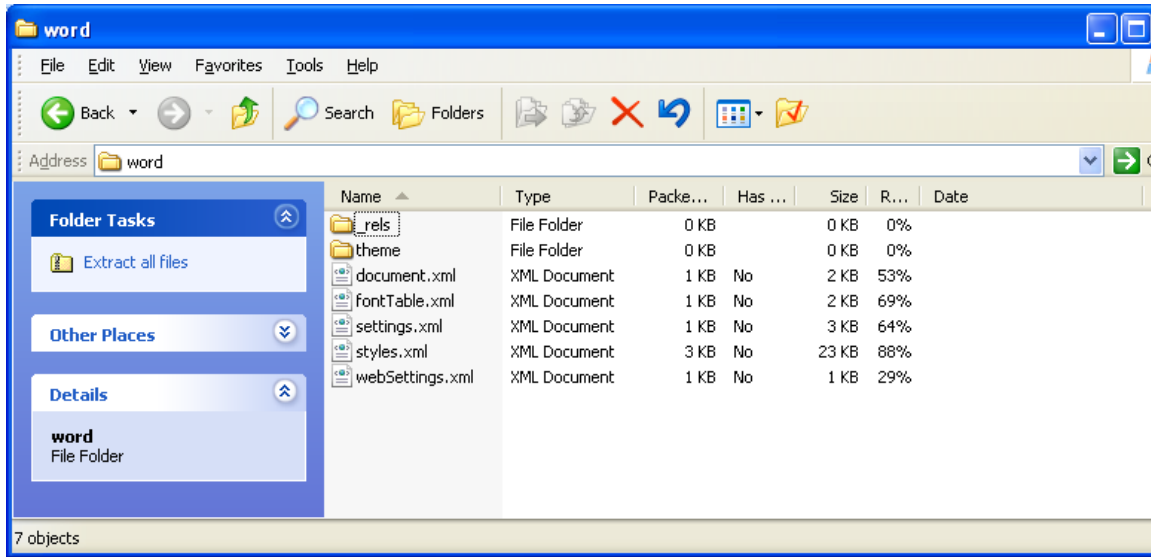 word
File Edit View Favorites Tools Help
Back Search Folders
Address word
Name Type Packe... Has ... Size R... Date
Folder Tasks
Extract all files
Other Places
Details
word
File Folder
_rels File Folder 0 KB 0 KB 0%
theme File Folder 0 KB 0 KB 0%
document.xml XML Document 1 KB No 2 KB 53%
fontTable.xml XML Document 1 KB No 2 KB 69%
settings.xml XML Document 1 KB No 3 KB 64%
styles.xml XML Document 3 KB No 23 KB 88%
webSettings.xml XML Document 1 KB No 1 KB 29%
7 objects